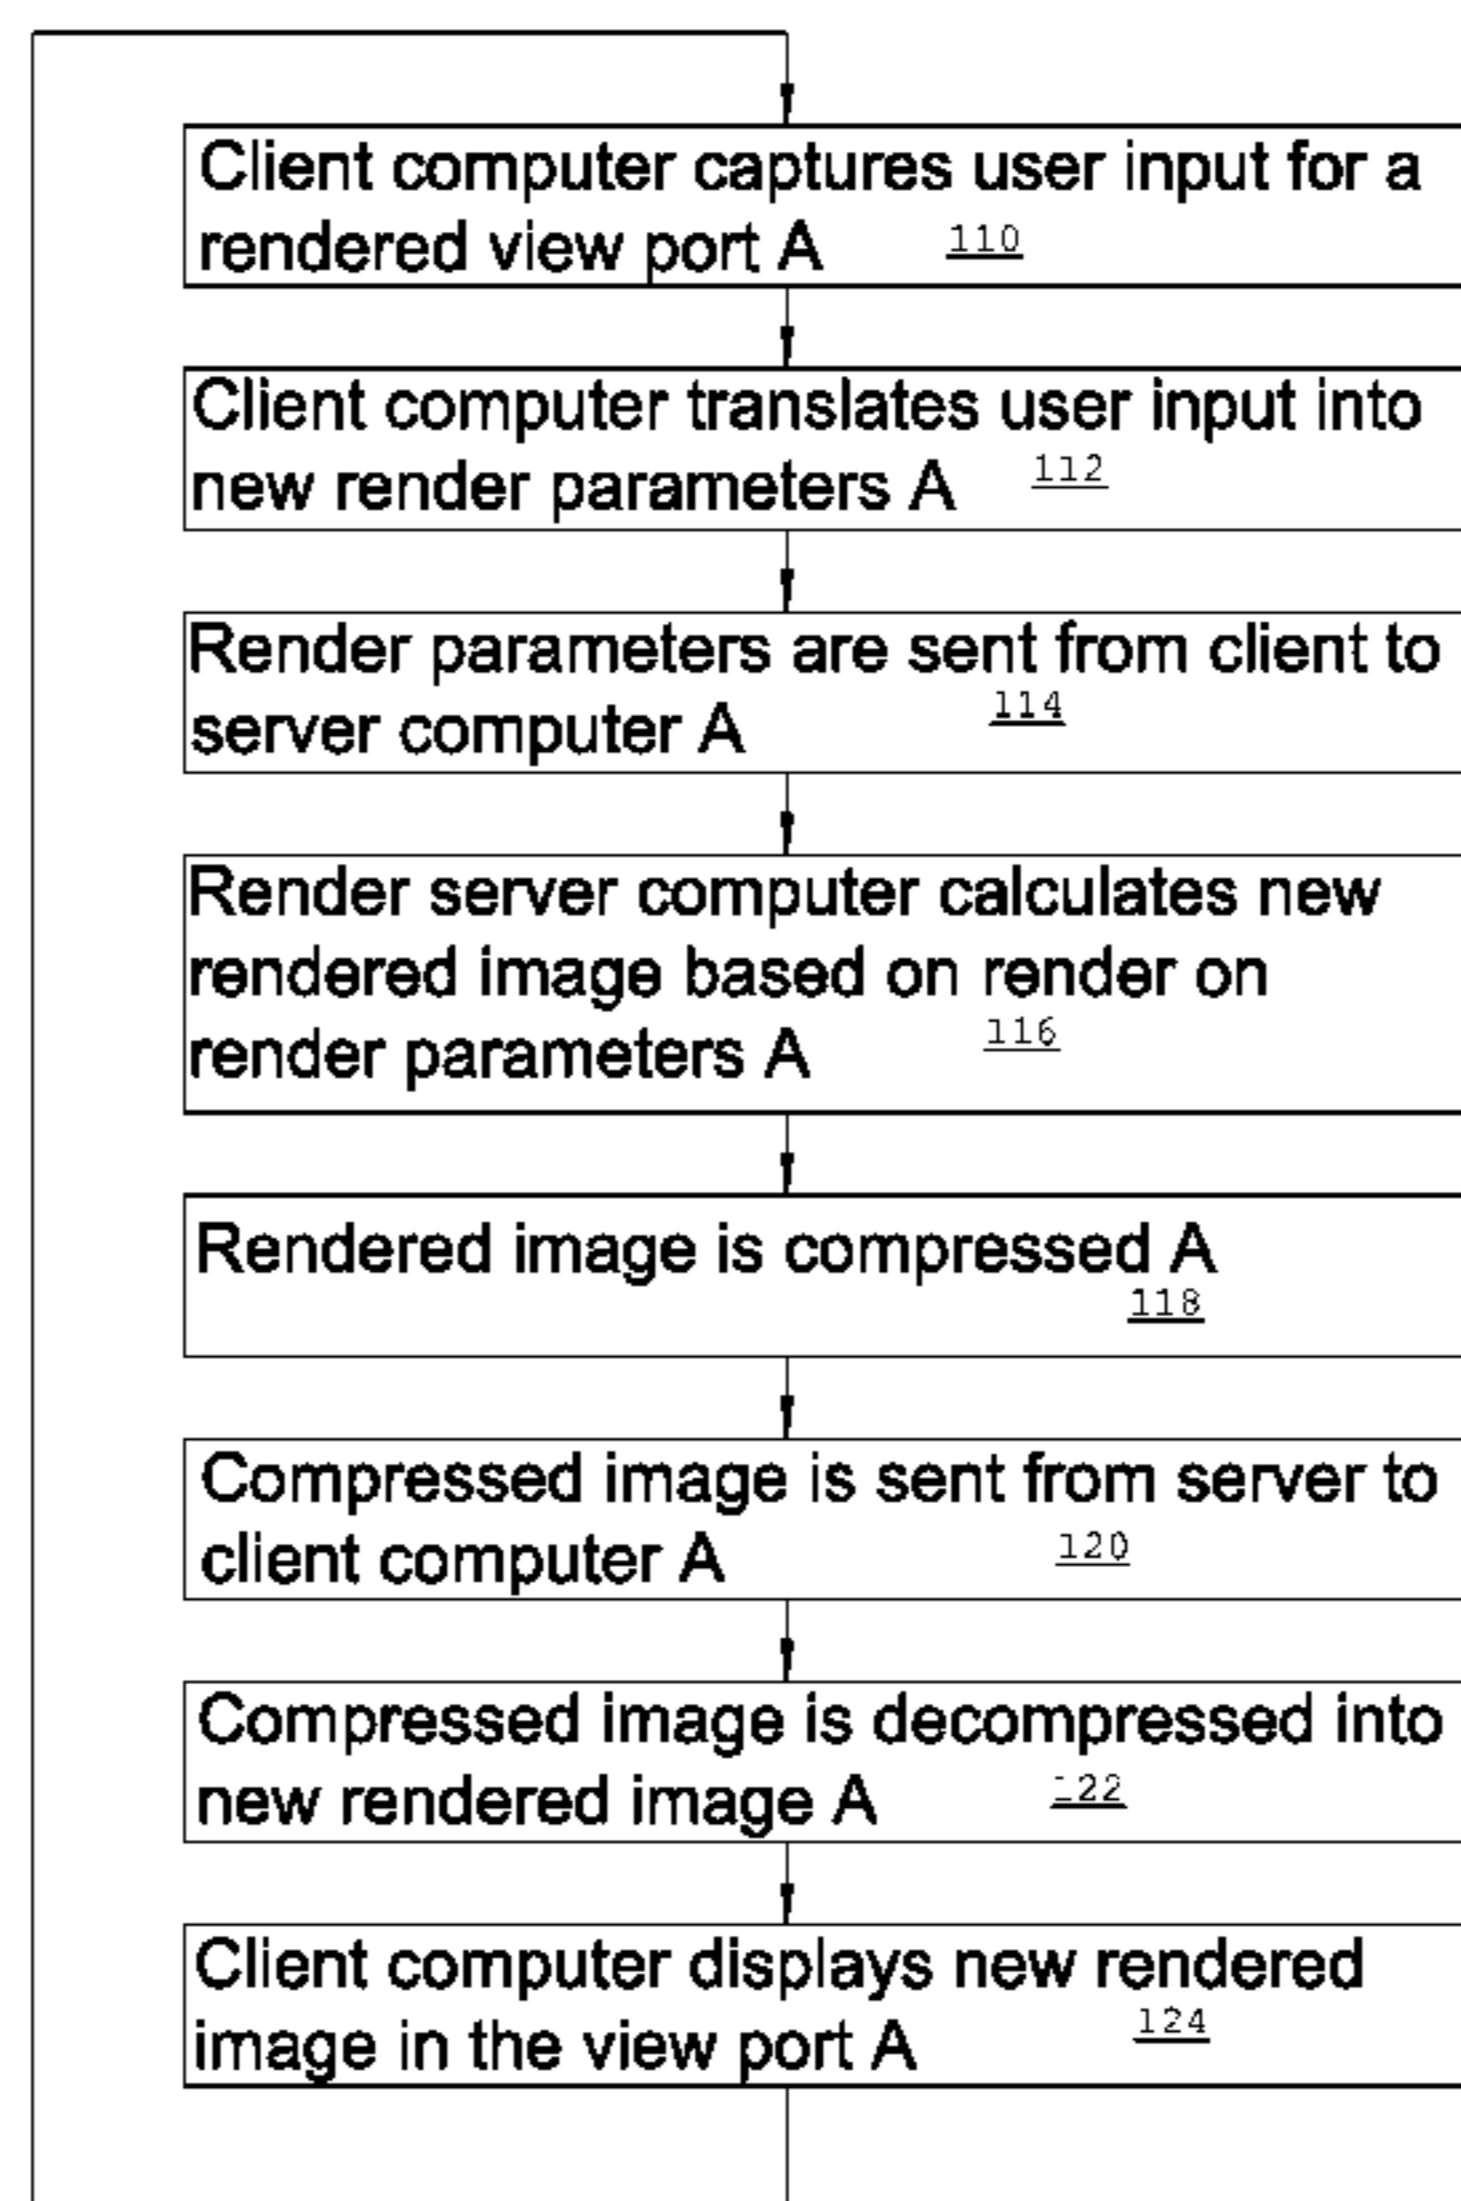 Client computer captures user input for a
rendered view port A 110
Client computer translates user input into
new render parameters A 112
Render parameters are sent from client to
server computer A 114
Render server computer calculates new
rendered image based on render on
render parameters A 116
Rendered image is compressed A
118
Compressed image is sent from server to
client computer A 120
Compressed image is decompressed into
new rendered image A 122
Client computer displays new rendered
image in the view port A 124